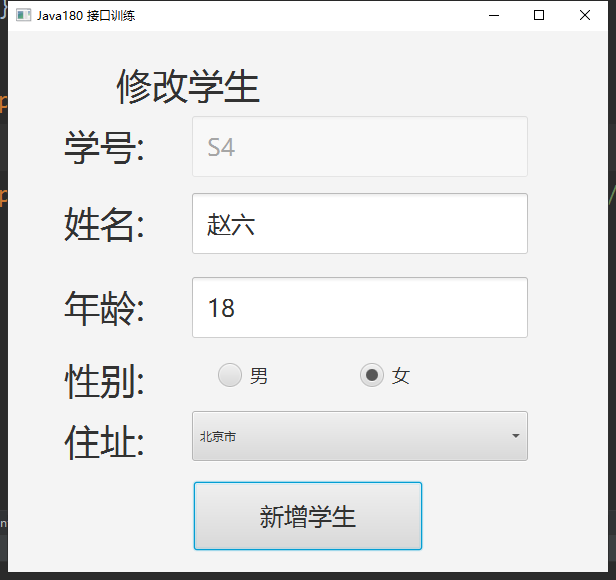 Java180 接口训练
修改学生
学号: S4
姓名: 赵六
年龄: 18
性别: 男 女
住址: 北京市
新增学生